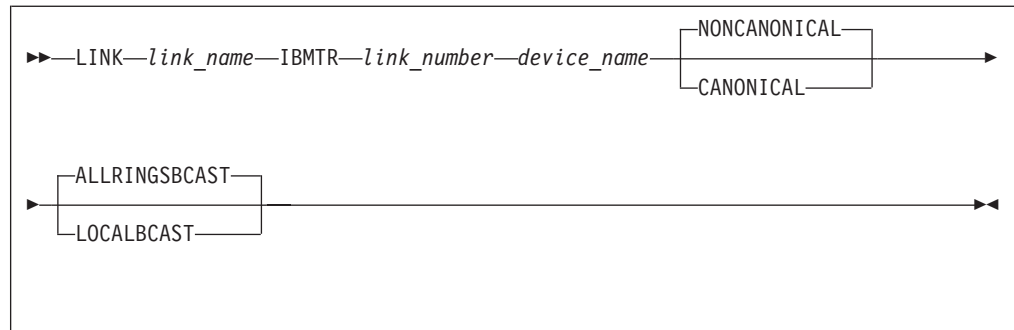 NONCANONICAL
LINK link_name IBMTR link_number device_name
CANONICAL
ALLRINGSBCAST
LOCALBCAST